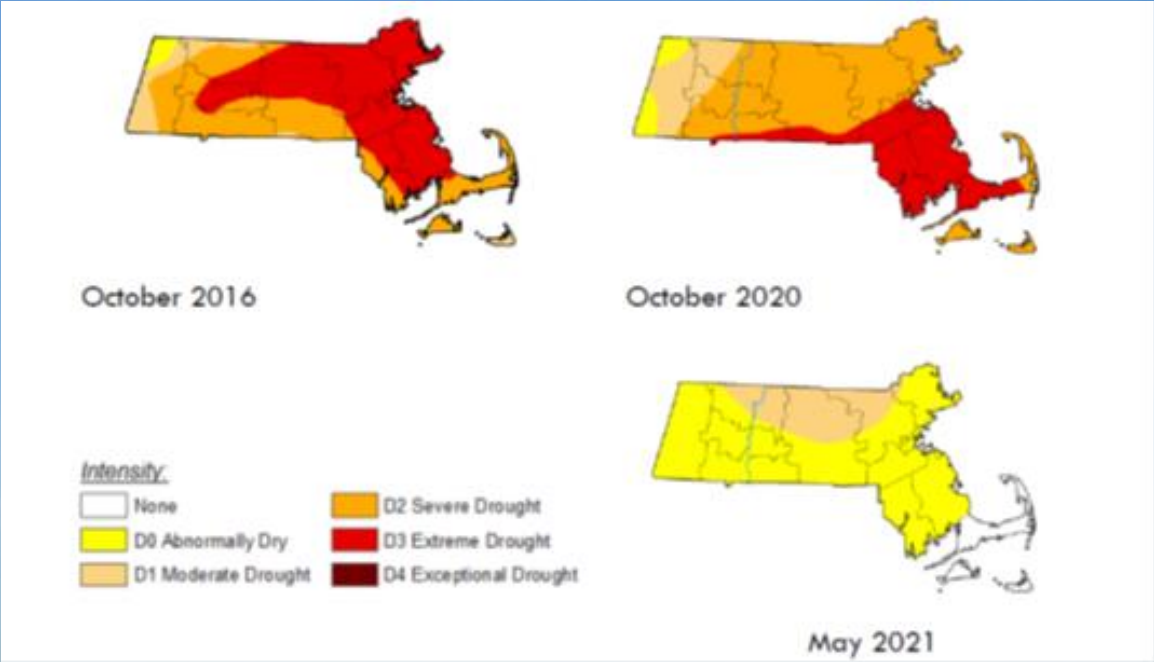 October 2016
October 2020
Intensity:
None
D0 Abnormally Dry
D1 Moderate Drought
D2 Severe Drought
D3 Extreme Drought
D4 Exceptional Drought
May 2021